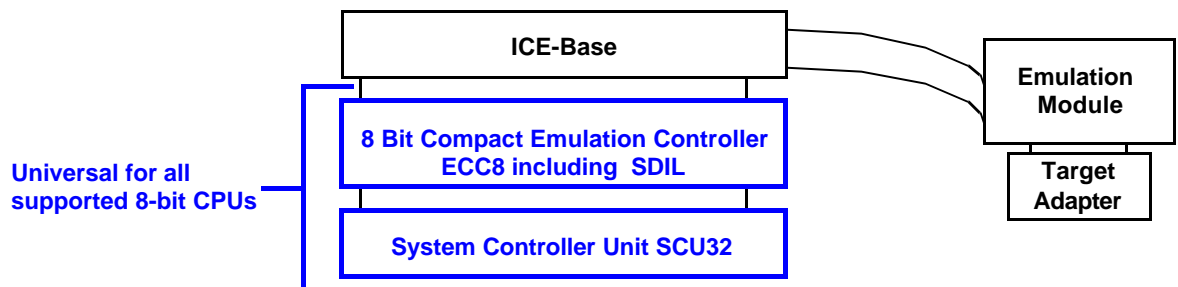 ICE-Base
Emulation
Module
8 Bit Compact Emulation Controller
ECC8 including SDIL
Universal for all
supported 8-bit CPUs
Target
Adapter
System Controller Unit SCU32